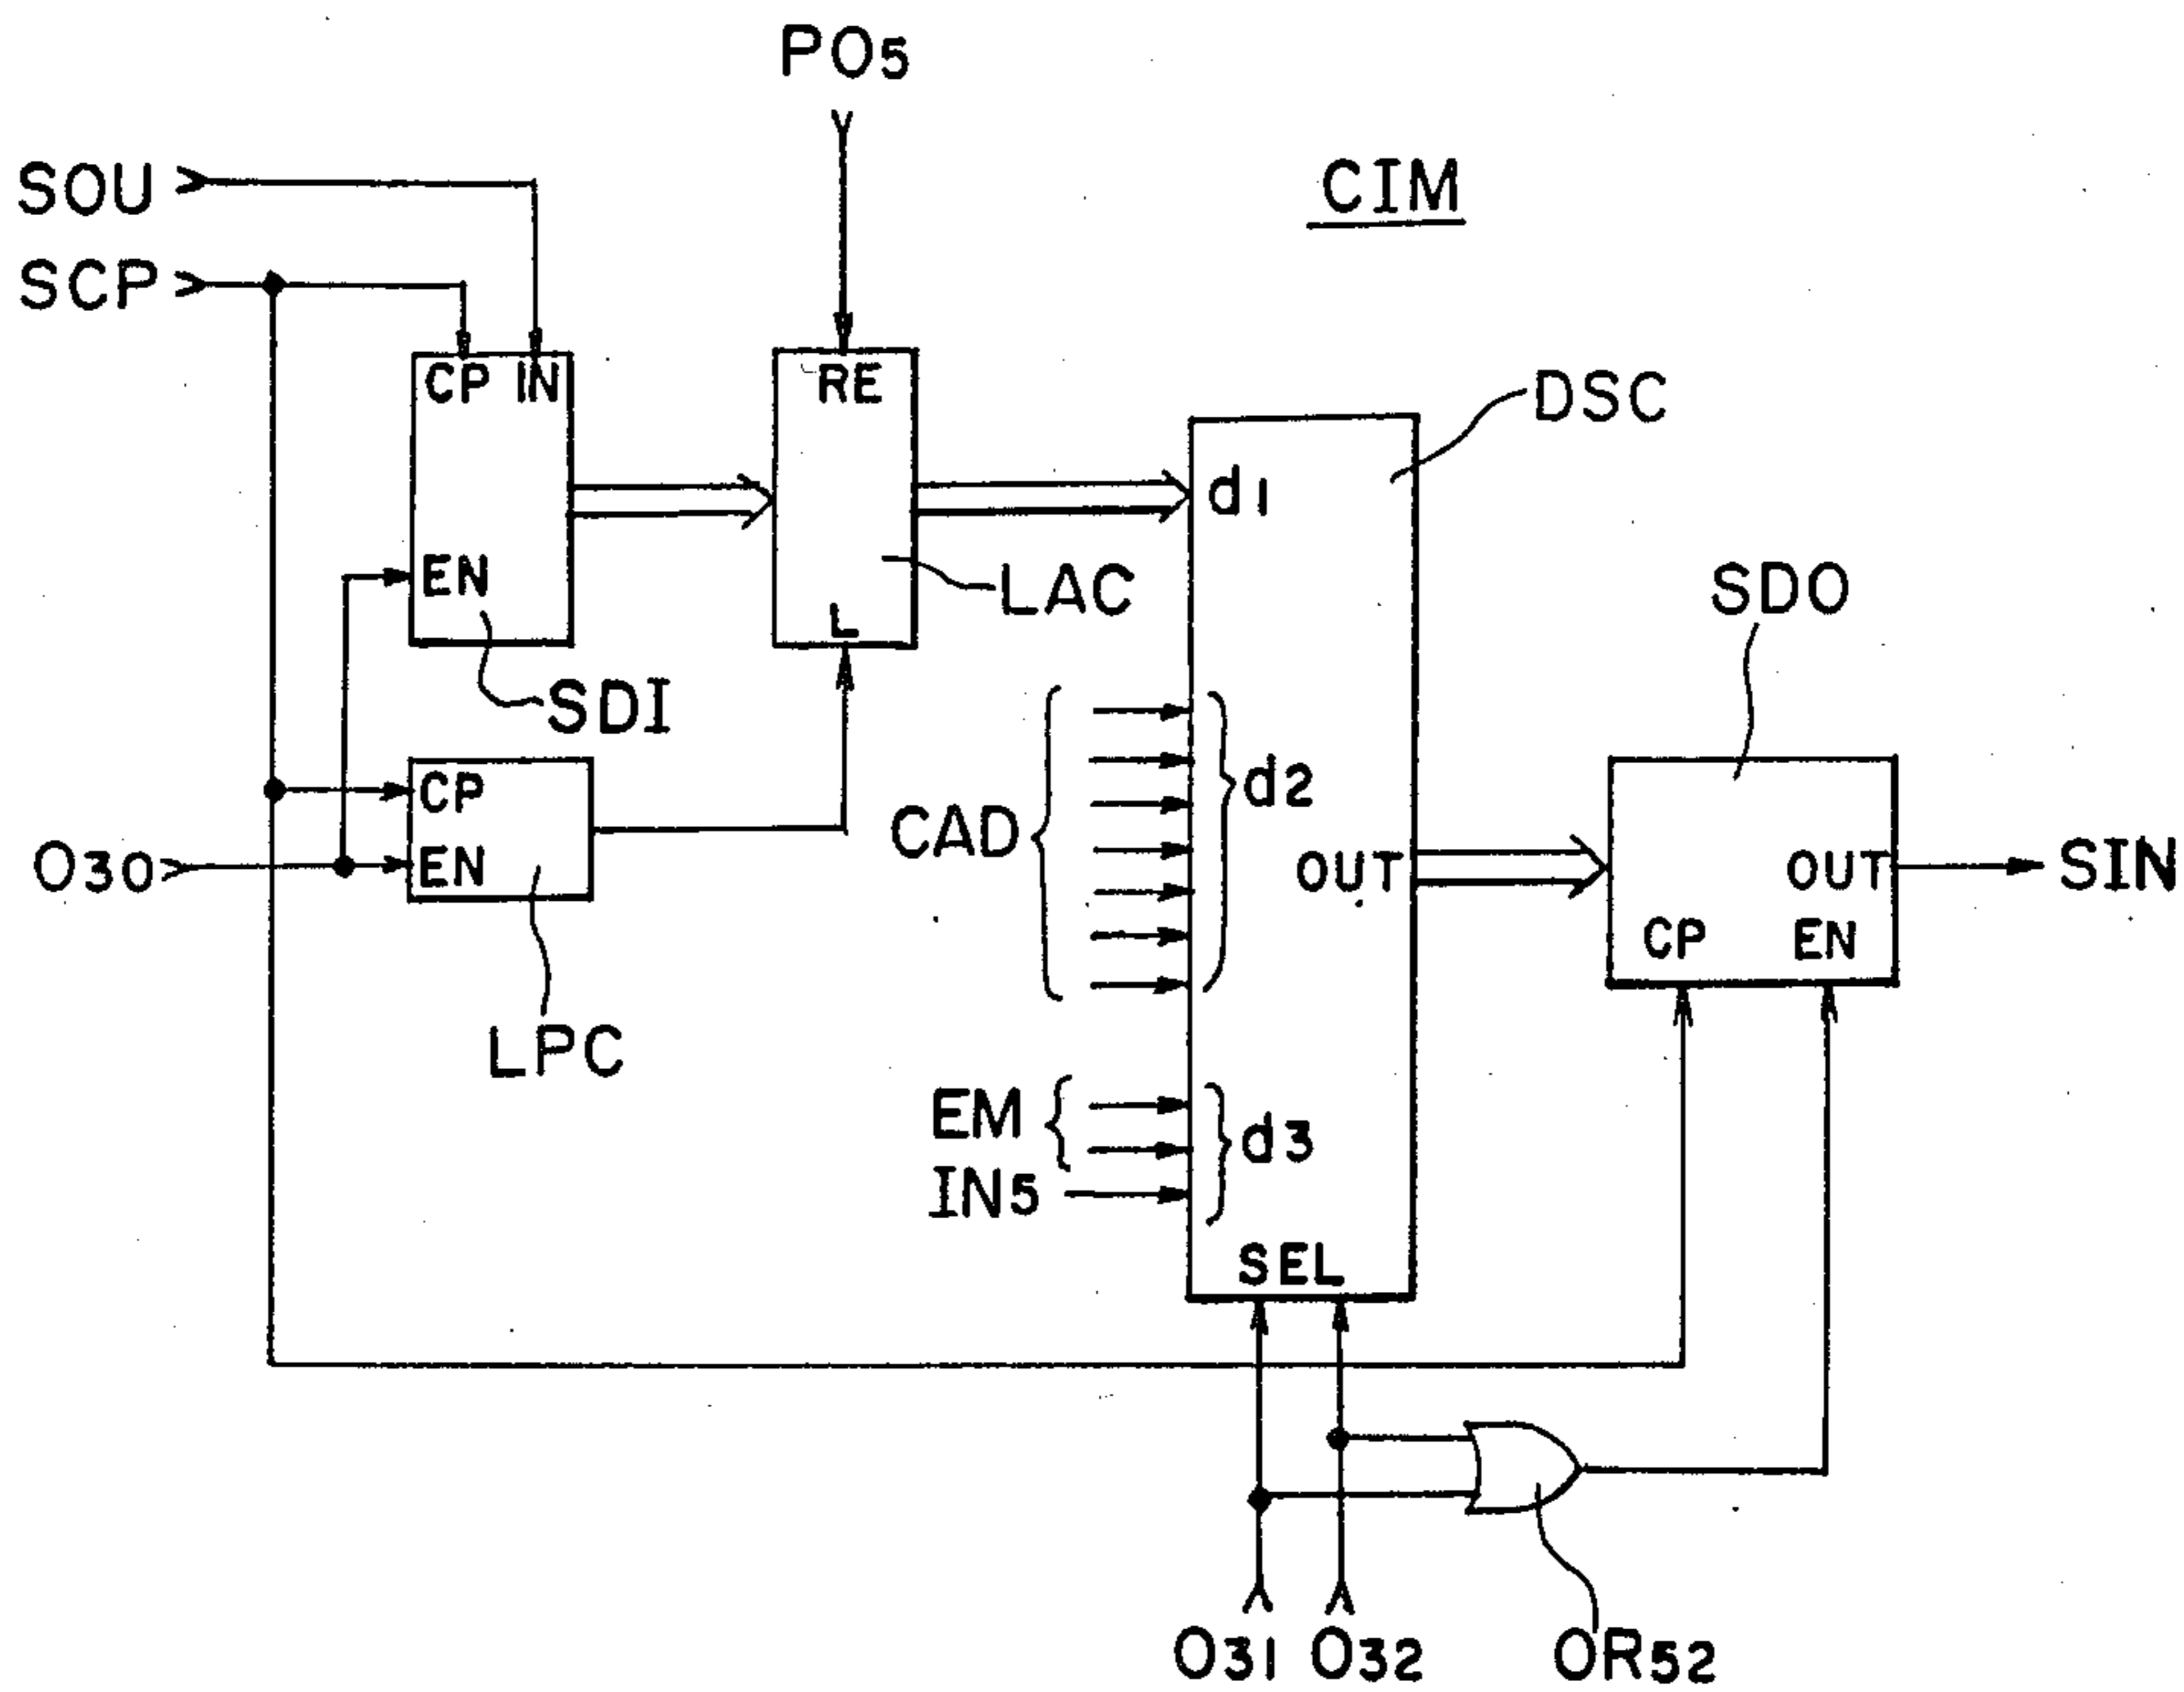 PO5
SOU
CIM
SCP
CP IN
RE
DSC
d1
EN
LAC
L
SDO
SDI
CP
d2
CAD
O30
EN
OUT
OUT
SIN
CP EN
LPC
EM
d3
IN5
SEL
O31 O32 OR52